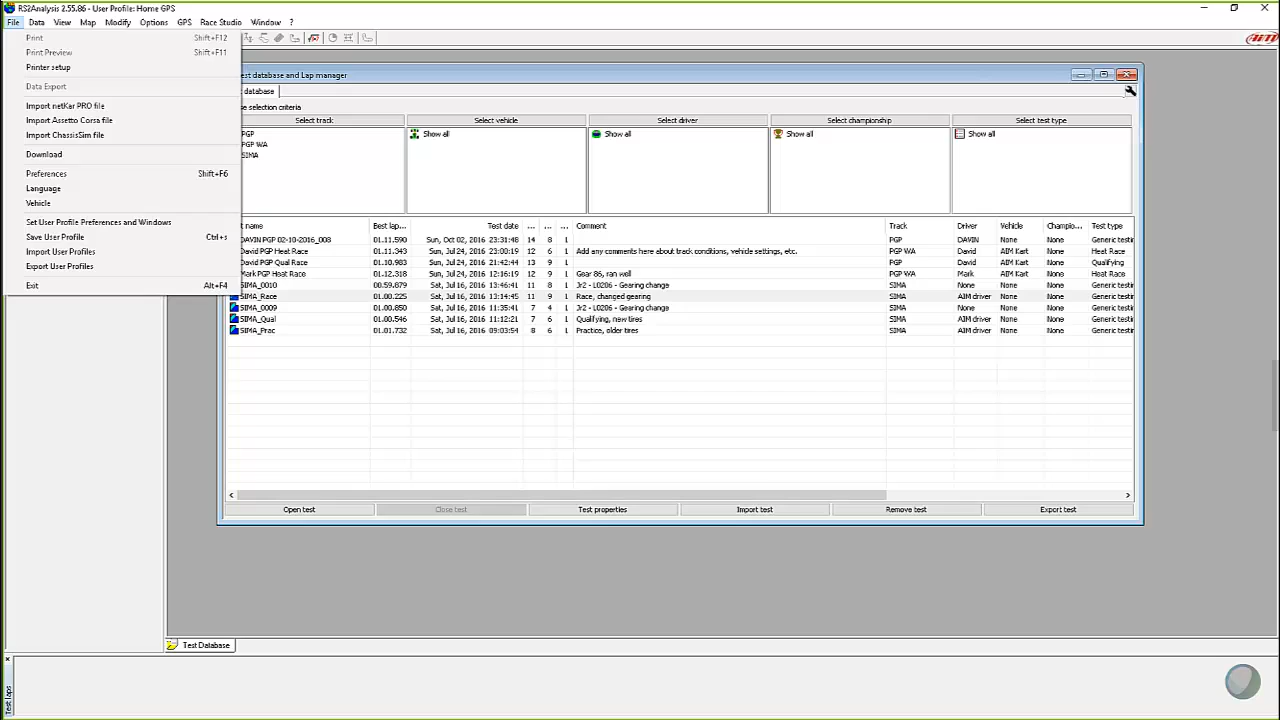 RS2Analysis 2.55.86 - User Profile: Home GPS
File Data View Map Modify Options GPS Race Studio Window ?
Print Shift+F12
Print Preview Shift+F11
Printer setup
Data Export
Import netKar PRO file
Import Assetto Corsa file
Import ChassisSim file
Download
Preferences Shift+F6
Language
Vehicle
Set User Profile Preferences and Windows
Save User Profile Ctrl+s
Import User Profiles
Export User Profiles
Exit Alt+F4
est database and Lap manager
database
se selection criteria
Select track Select vehicle Select driver Select championship Select test type
PGP Show all Show all Show all Show all
PGP WA
SIMA
t name Best lap... Test date ... ... ... Comment Track Driver Vehicle Champio... Test type
DAVIN PGP 02-10-2016_008 01.11.590 Sun, Oct 02, 2016 23:31:48 14 8 1 PGP DAVIN None None Generic testin
David PGP Heat Race 01.11.343 Sun, Jul 24, 2016 23:00:19 12 6 1 Add any comments here about track conditions, vehicle settings, etc. PGP WA David AIM Kart None Heat Race
David PGP Qual Race 01.10.983 Sun, Jul 24, 2016 21:42:44 13 9 1 PGP David AIM Kart None Qualifying
Mark PGP Heat Race 01.12.318 Sun, Jul 24, 2016 12:16:19 12 9 1 Gear 86, ran well PGP WA Mark AIM Kart None Heat Race
SIMA_0010 00.59.879 Sat, Jul 16, 2016 13:46:41 11 8 1 Jr2 - L0206 - Gearing change SIMA None None None Generic testin
SIMA_Race 01.00.225 Sat, Jul 16, 2016 13:14:45 11 9 1 Race, changed gearing SIMA AIM driver None None Generic testin
SIMA_0009 01.00.850 Sat, Jul 16, 2016 11:35:41 7 4 1 Jr2 - L0206 - Gearing change SIMA None None None Generic testin
SIMA_Qual 01.00.546 Sat, Jul 16, 2016 11:12:21 7 6 1 Qualifying, new tires SIMA AIM driver None None Generic testin
SIMA_Prac 01.01.732 Sat, Jul 16, 2016 09:03:54 8 6 1 Practice, older tires SIMA AIM driver None None Generic testin
Open test Close test Test properties Import test Remove test Export test
Test Database
Test laps